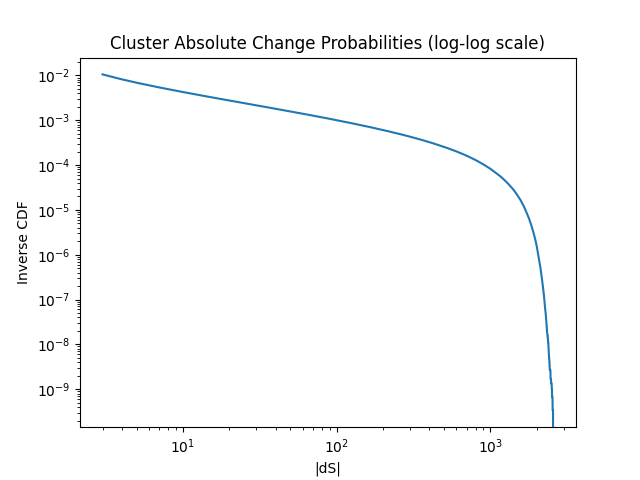 Cluster Absolute Change Probabilities (log-log scale)
Inverse CDF
10⁻²
10⁻³
10⁻⁴
10⁻⁵
10⁻⁶
10⁻⁷
10⁻⁸
10⁻⁹
10¹ 10² 10³
|dS|